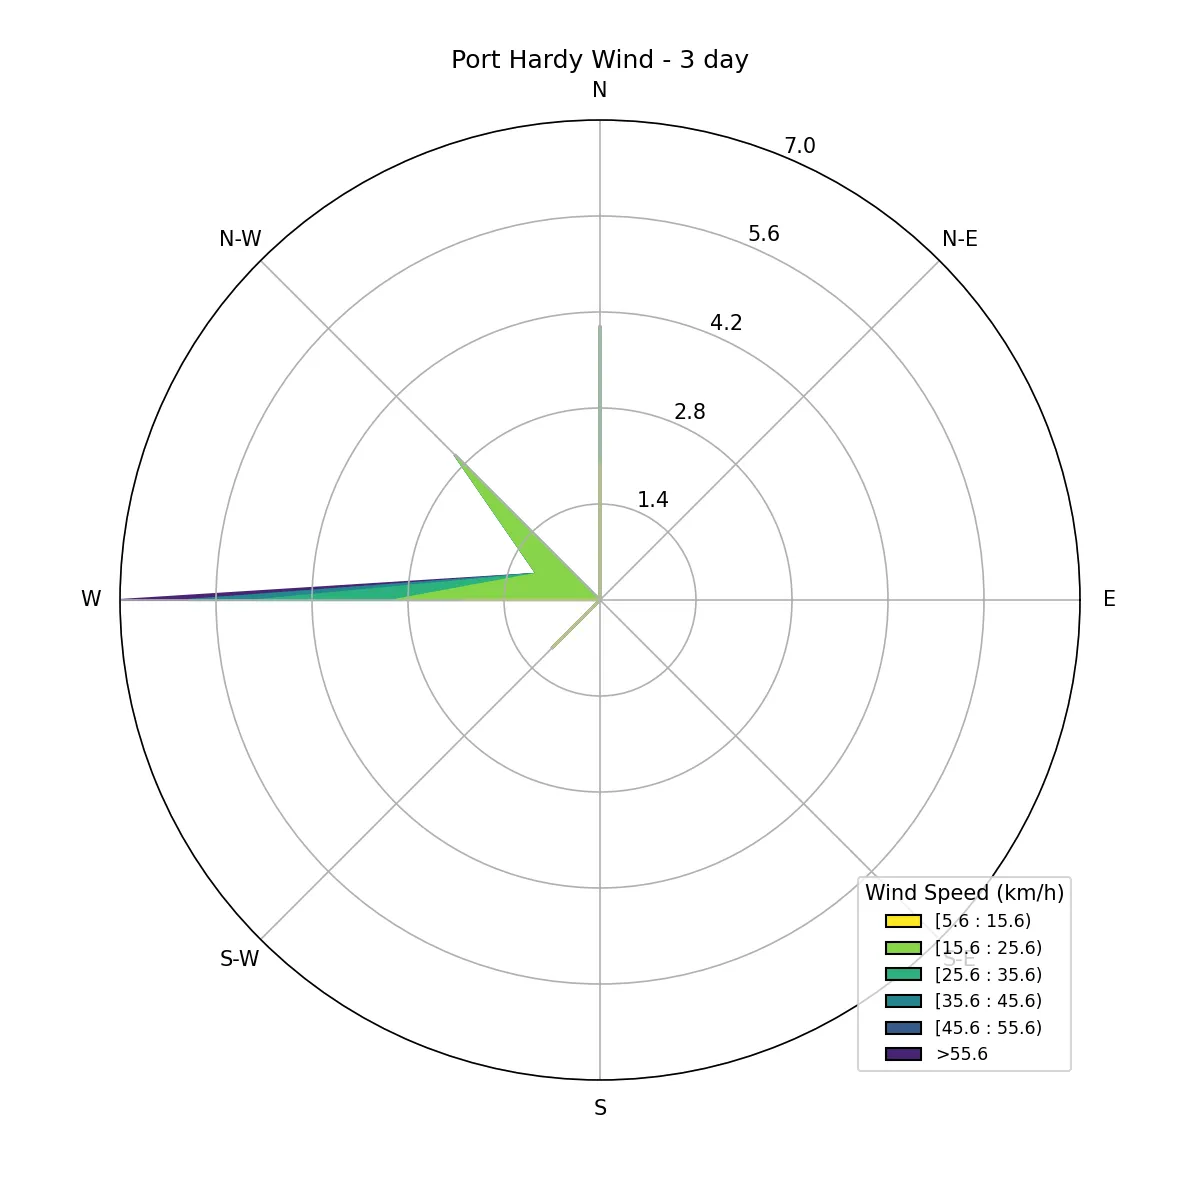 Port Hardy Wind - 3 day
N
7.0
N-W
N-E
5.6
4.2
2.8
1.4
W
E
S-W
S-E
Wind Speed (km/h)
[5.6 : 15.6)
[15.6 : 25.6)
[25.6 : 35.6)
[35.6 : 45.6)
[45.6 : 55.6)
>55.6
S